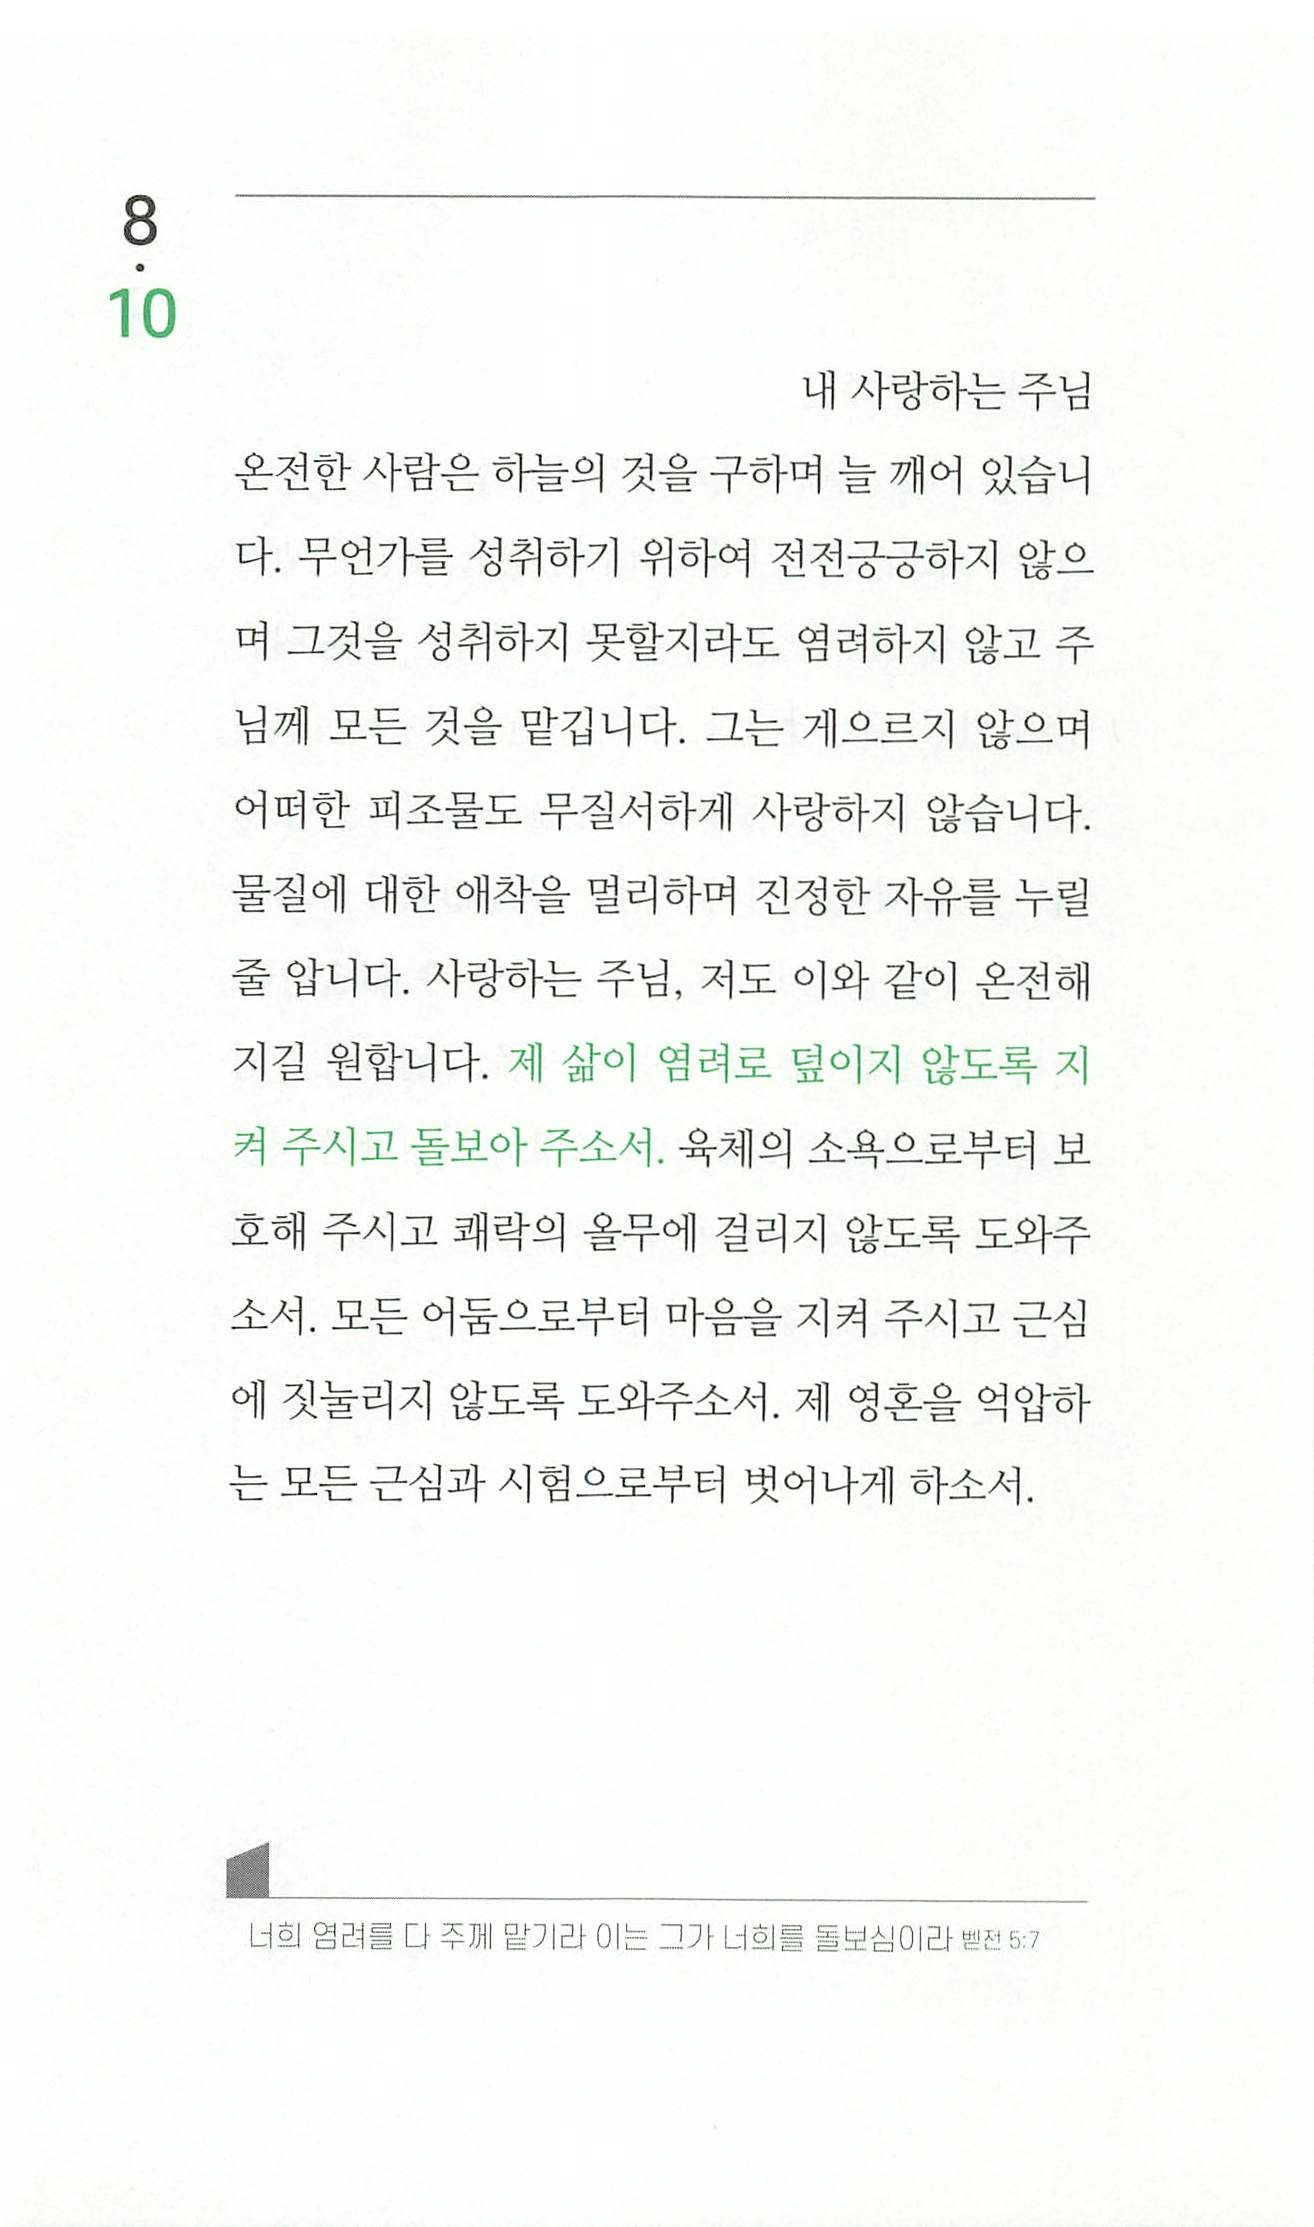 8
·
10
내 사랑하는 주님
온전한 사람은 하늘의 것을 구하며 늘 깨어 있습니
다. 무언가를 성취하기 위하여 전전긍긍하지 않으
며 그것을 성취하지 못할지라도 염려하지 않고 주
님께 모든 것을 맡깁니다. 그는 게으르지 않으며
어떠한 피조물도 무질서하게 사랑하지 않습니다.
물질에 대한 애착을 멀리하며 진정한 자유를 누릴
줄 압니다. 사랑하는 주님, 저도 이와 같이 온전해
지길 원합니다. 제 삶이 염려로 덮이지 않도록 지
켜 주시고 돌보아 주소서. 육체의 소욕으로부터 보
호해 주시고 쾌락의 올무에 걸리지 않도록 도와주
소서. 모든 어둠으로부터 마음을 지켜 주시고 근심
에 짓눌리지 않도록 도와주소서. 제 영혼을 억압하
는 모든 근심과 시험으로부터 벗어나게 하소서.
너희 염려를 다 주께 맡기라 이는 그가 너희를 돌보심이라 벧전 5:7